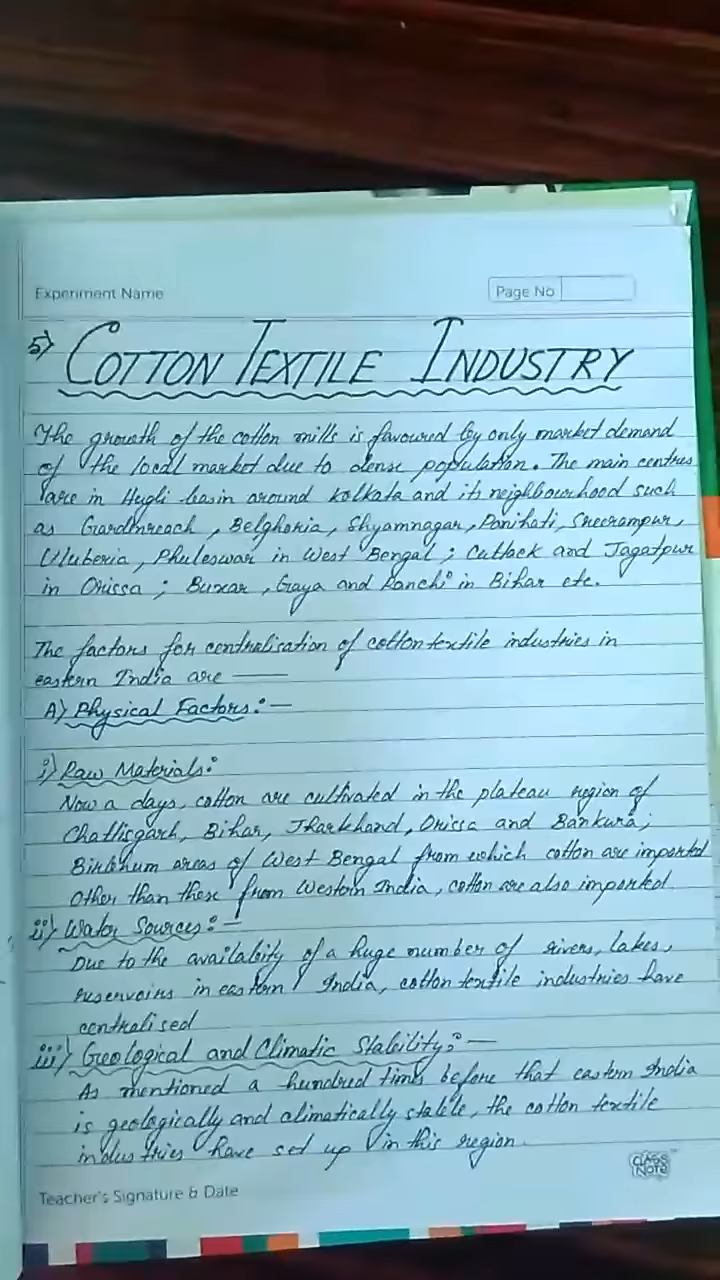 Experiment Name
Page No
5) COTTON TEXTILE INDUSTRY
The growth of the cotton mills is favoured by only market demand
of the local market due to dense population. The main centres
are in Hugli basin around Kolkata and its neighbourhood such
as Gardenreach, Belghoria, Shyamnagar, Panihati, Sreerampur,
Uluberia, Phuleswar in West Bengal; Cuttack and Jagatpur
in Orissa; Buxar, Gaya and Ranchi in Bihar etc.
The factors for centralisation of cotton textile industries in
eastern India are —
A) Physical Factors:-
i) Raw Materials:
Now a days, cotton are cultivated in the plateau region of
Chattisgarh, Bihar, Jharkhand, Orissa and Bankura,
Birbhum areas of West Bengal from which cotton are imported
Other than these from Western India, cotton are also imported
ii) Water Sources:-
Due to the availabity of a huge number of rivers, lakes,
reservoirs in eastern India, cotton textile industries have
centralised
iii) Geological and Climatic Stability:-
As mentioned a hundred times before that eastern India
is geologically and climatically stable, the cotton textile
industries have set up in this region.
CLASS NOTE
Teacher's Signature & Date